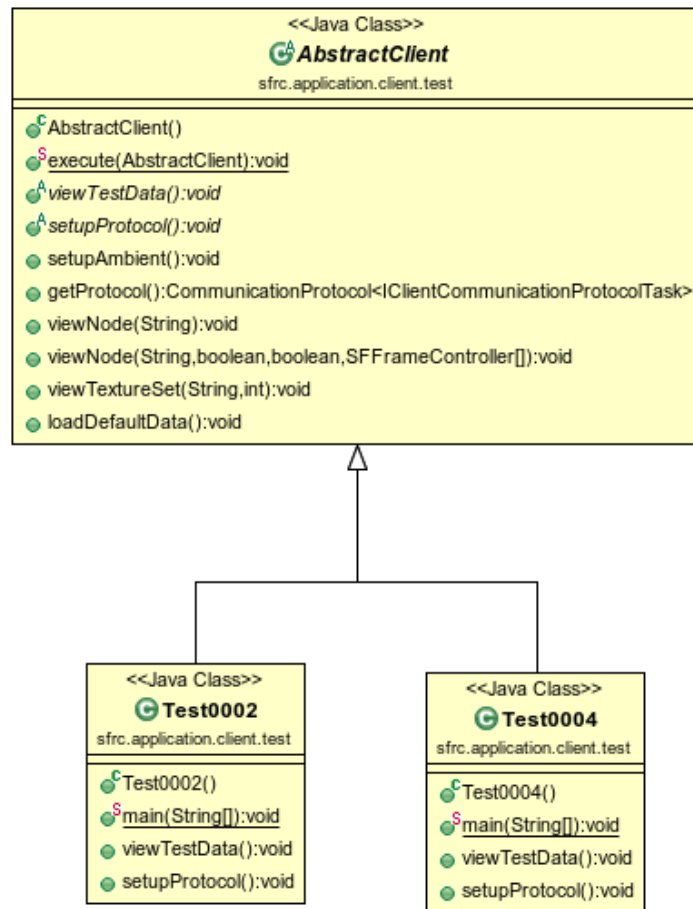 <<Java Class>>
AbstractClient
sfrc.application.client.test
AbstractClient()
execute(AbstractClient):void
viewTestData():void
setupProtocol():void
setupAmbient():void
getProtocol():CommunicationProtocol<IClientCommunicationProtocolTask>
viewNode(String):void
viewNode(String,boolean,boolean,SFFrameController[]):void
viewTextureSet(String,int):void
loadDefaultData():void
<<Java Class>>
Test0002
sfrc.application.client.test
Test0002()
main(String[]):void
viewTestData():void
setupProtocol():void
<<Java Class>>
Test0004
sfrc.application.client.test
Test0004()
main(String[]):void
viewTestData():void
setupProtocol():void